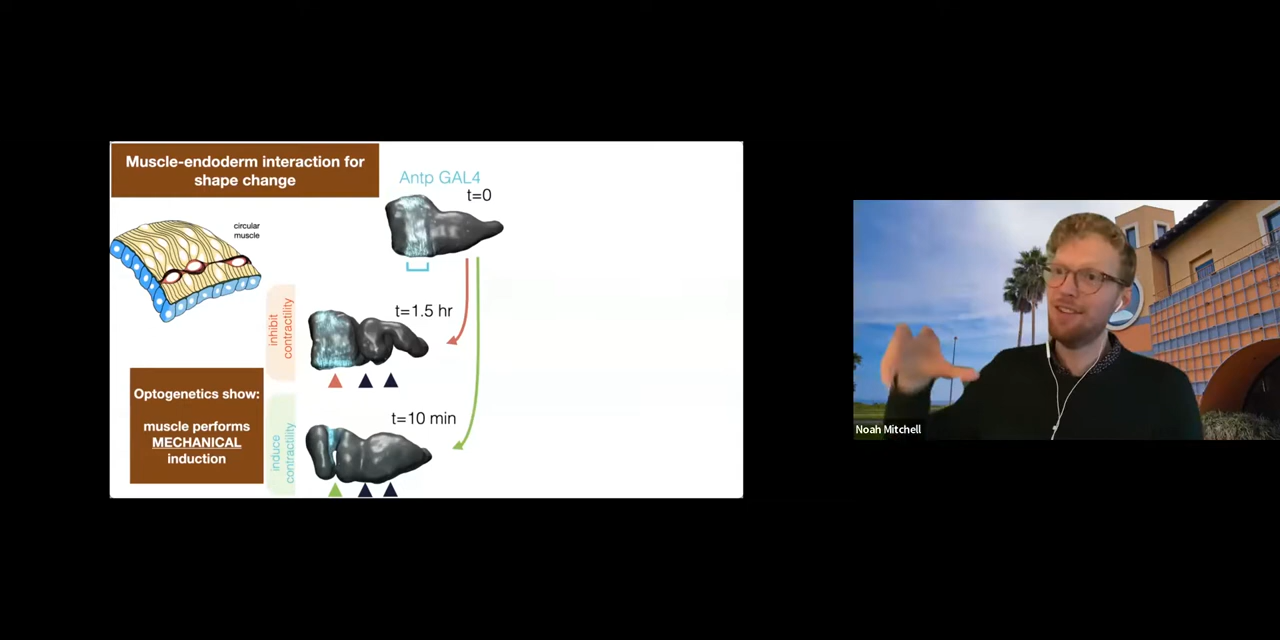 Muscle-endoderm interaction for
shape change
Antp GAL4
t=0
circular
muscle
inhibit
contractility
t=1.5 hr
Optogenetics show:
muscle performs
MECHANICAL
induction
induce
contractility
t=10 min
Noah Mitchell